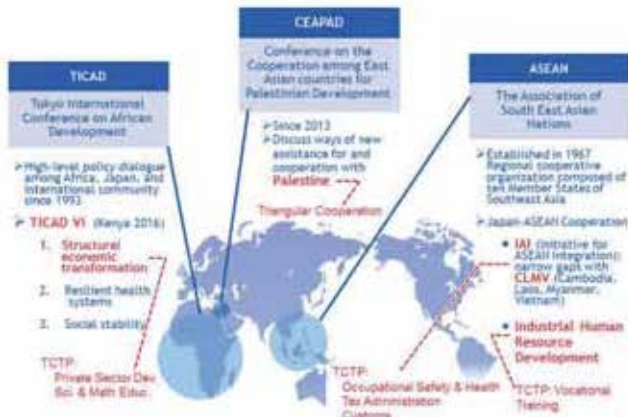 TICAD
Tokyo International
Conference on African
Development
➢High-level policy dialogue
among Africa, Japan, and
international community
since 1993
➢ TICAD VI (Kenya 2016)
1. Structural
economic
transformation
2. Resilient health
systems
3. Social stability
TCTP:
Private Sector Dev.
Sci. & Math Educ.
CEAPAD
Conference on the
Cooperation among East
Asian countries for
Palestinian Development
➢Since 2013
➢Discuss ways of new
assistance for and
cooperation with
Palestine
Triangular Cooperation
ASEAN
The Association of
South East Asian
Nations
➢Established in 1967
Regional cooperative
organization composed of
ten Member States of
Southeast Asia
➢Japan-ASEAN Cooperation
● IAI (Initiative for
ASEAN Integration):
narrow gaps with
CLMV (Cambodia,
Laos, Myanmar,
Vietnam)
● Industrial Human
Resource
Development
TCTP:
Occupational Safety & Health
Tax Administration
Customs
TCTP: Vocational
Training